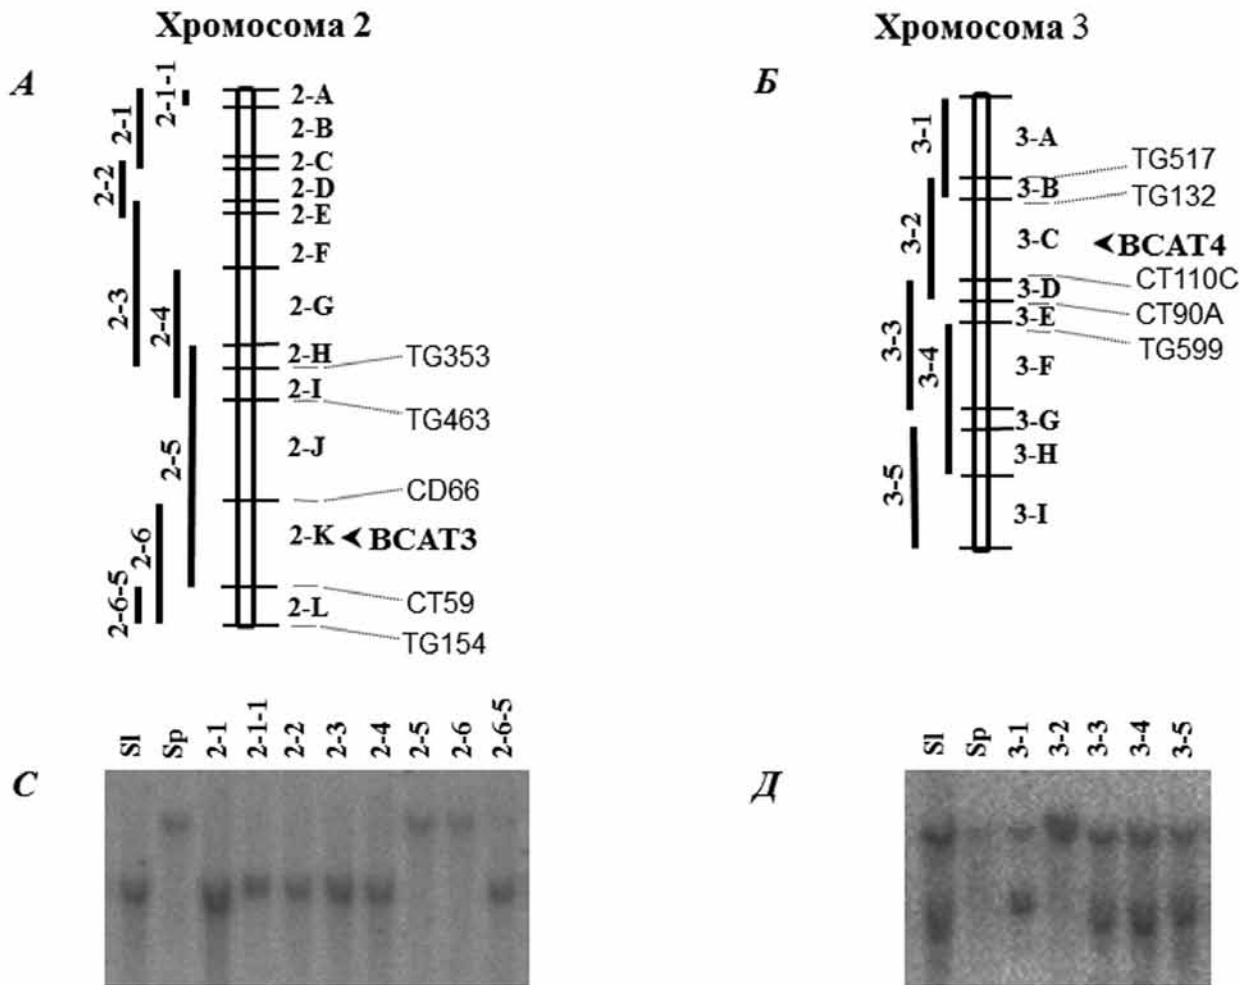 Хромосома 2
А
2-1-1
2-1
2-2
2-3
2-4
2-5
2-6
2-6-5
2-A
2-B
2-C
2-D
2-E
2-F
2-G
2-H
2-I
2-J
2-K
2-L
TG353
TG463
CD66
BCAT3
CT59
TG154
Хромосома 3
Б
3-1
3-2
3-3
3-4
3-5
3-A
3-B
3-C
3-D
3-E
3-F
3-G
3-H
3-I
TG517
TG132
BCAT4
CT110C
CT90A
TG599
С
Sl Sp 2-1 2-1-1 2-2 2-3 2-4 2-5 2-6 2-6-5
Д
Sl Sp 3-1 3-2 3-3 3-4 3-5